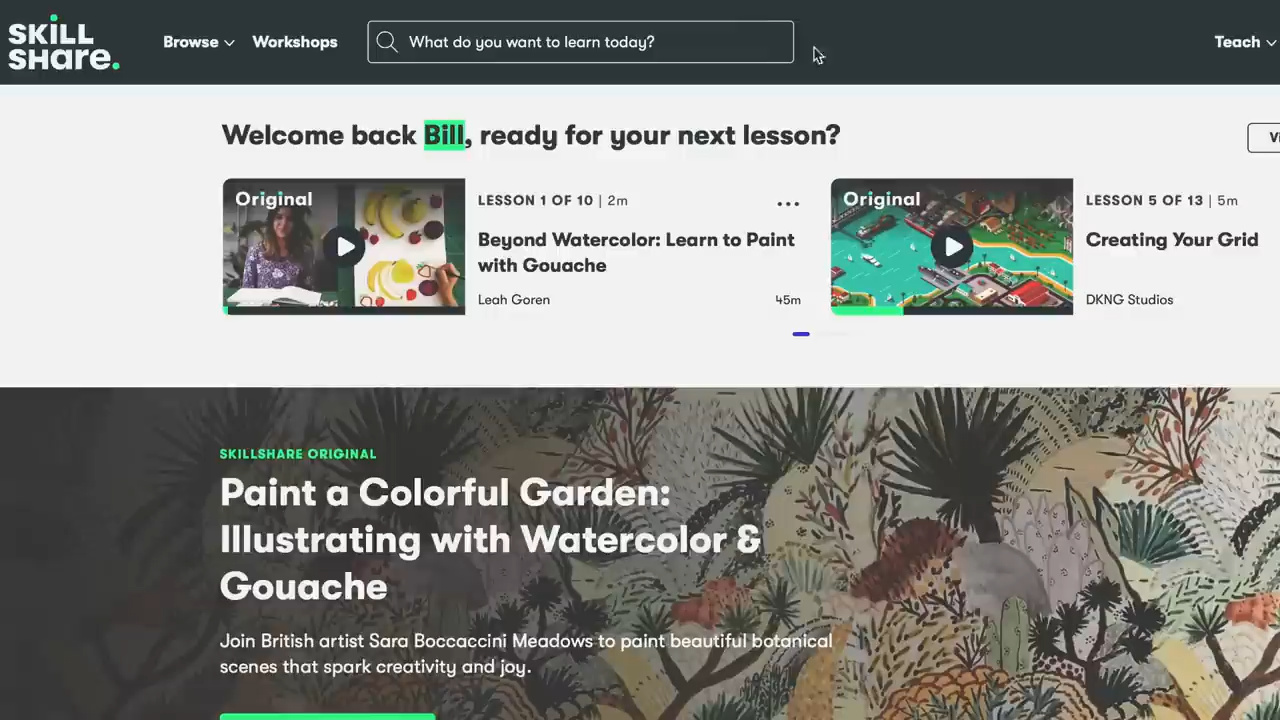 SKILL
SHare.
Browse
Workshops
What do you want to learn today?
Teach
Welcome back Bill, ready for your next lesson?
Original
LESSON 1 OF 10 | 2m
Beyond Watercolor: Learn to Paint
with Gouache
Leah Goren
45m
Original
LESSON 5 OF 13 | 5m
Creating Your Grid
DKNG Studios
SKILLSHARE ORIGINAL
Paint a Colorful Garden:
Illustrating with Watercolor &
Gouache
Join British artist Sara Boccaccini Meadows to paint beautiful botanical
scenes that spark creativity and joy.